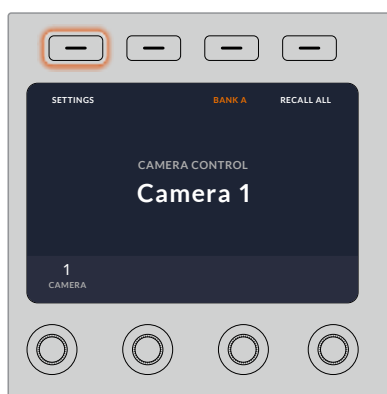 SETTINGS BANK A RECALL ALL
CAMERA CONTROL
Camera 1
1
CAMERA